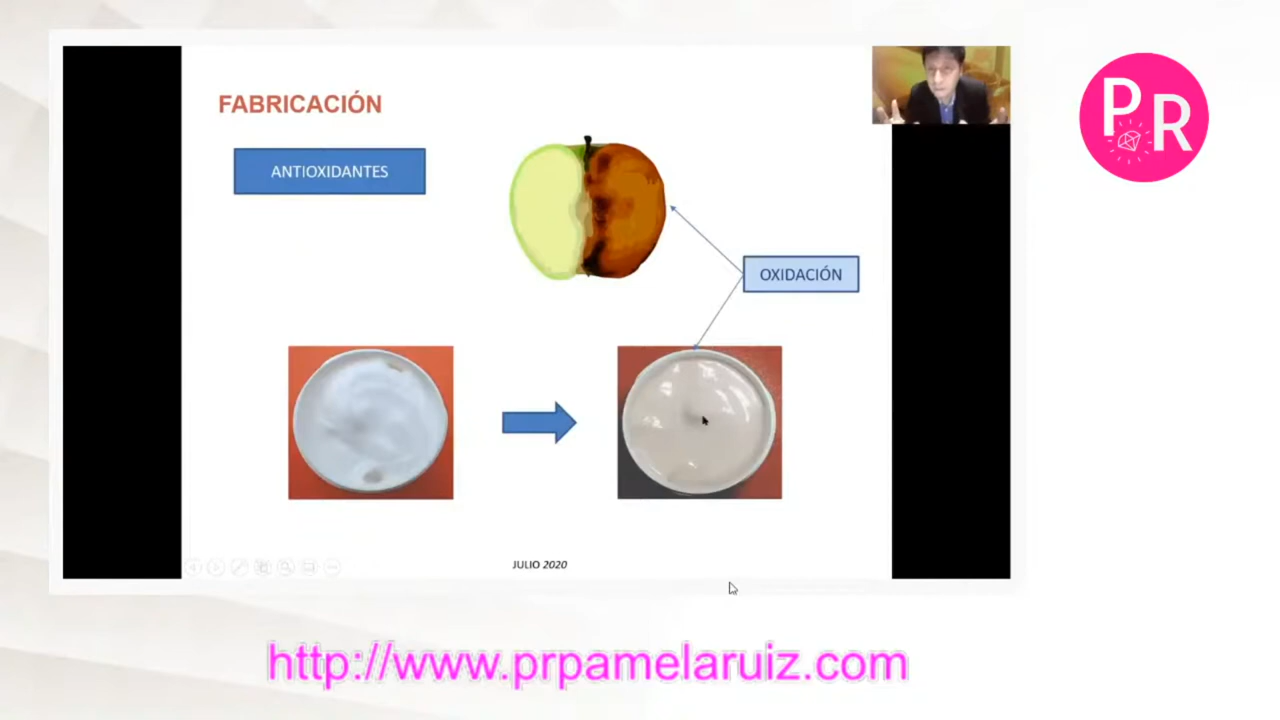 FABRICACIÓN
PR
ANTIOXIDANTES
OXIDACIÓN
JULIO 2020
http://www.prpamelaruiz.com